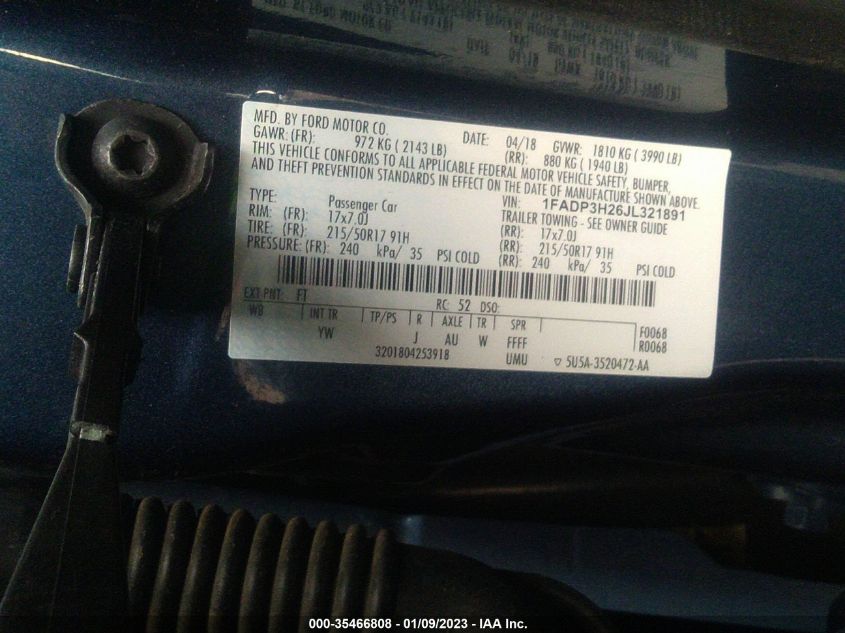 MFD. BY FORD MOTOR CO. DATE: 04/18 GVWR: 1810 KG ( 3990 LB)
GAWR: (FR): 972 KG ( 2143 LB) (RR): 880 KG ( 1940 LB)
THIS VEHICLE CONFORMS TO ALL APPLICABLE FEDERAL MOTOR VEHICLE SAFETY, BUMPER,
AND THEFT PREVENTION STANDARDS IN EFFECT ON THE DATE OF MANUFACTURE SHOWN ABOVE.
VIN: 1FADP3H26JL321891
TYPE: Passenger Car TRAILER TOWING - SEE OWNER GUIDE
RIM: (FR) 17x7.0J (RR): 17x7.0J
TIRE: (FR): 215/50R17 91H (RR): 215/50R17 91H
PRESSURE: (FR): 240 kPa/ 35 PSI COLD (RR): 240 kPa/ 35 PSI COLD
EXT PNT: FT RC: 52 DSO:
WB INT TR TP/PS R AXLE TR SPR F0068
YW J AU W FFFF R0068
3201804253918 UMU ▽ 5U5A-3520472-AA
000-35466808 - 01/09/2023 - IAA Inc.